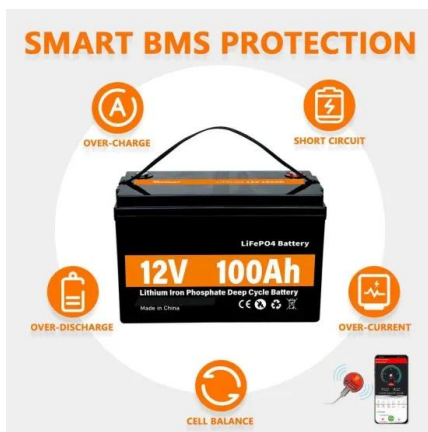 SMART BMS PROTECTION
A
OVER-CHARGE
SHORT CIRCUIT
LiFePO4 Battery
12V 100Ah
Lithium Iron Phosphate Deep Cycle Battery
Made in China
CE
OVER-DISCHARGE
OVER-CURRENT
CELL BALANCE